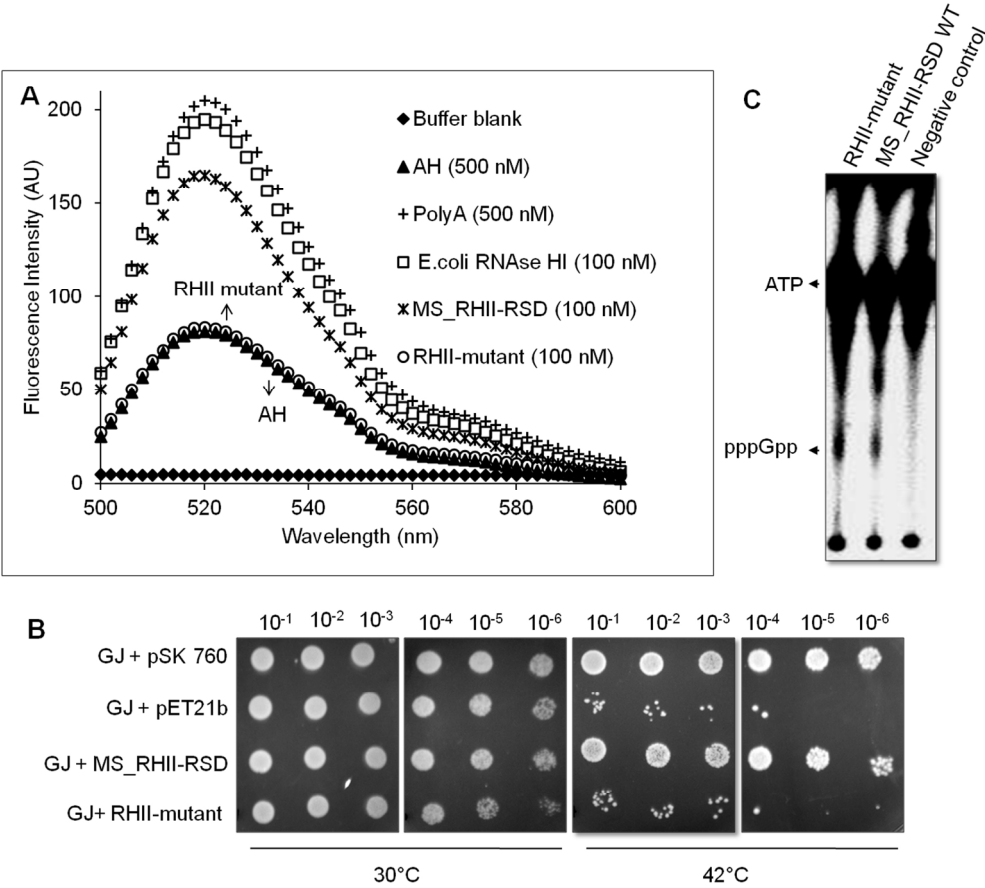 A
200
150
100
50
0
500
520
540
560
580
600
Fluorescence Intensity (AU)
Wavelength (nm)
Buffer blank
AH (500 nM)
PolyA (500 nM)
E.coli RNAse HI (100 nM)
MS_RHII-RSD (100 nM)
RHII-mutant (100 nM)
RHII mutant
AH
C
RHII-mutant
MS_RHII-RSD WT
Negative control
ATP
pppGpp
B
10-1 10-2 10-3 10-4 10-5 10-6 10-1 10-2 10-3 10-4 10-5 10-6
GJ + pSK 760
GJ + pET21b
GJ + MS_RHII-RSD
GJ+ RHII-mutant
30°C
42°C